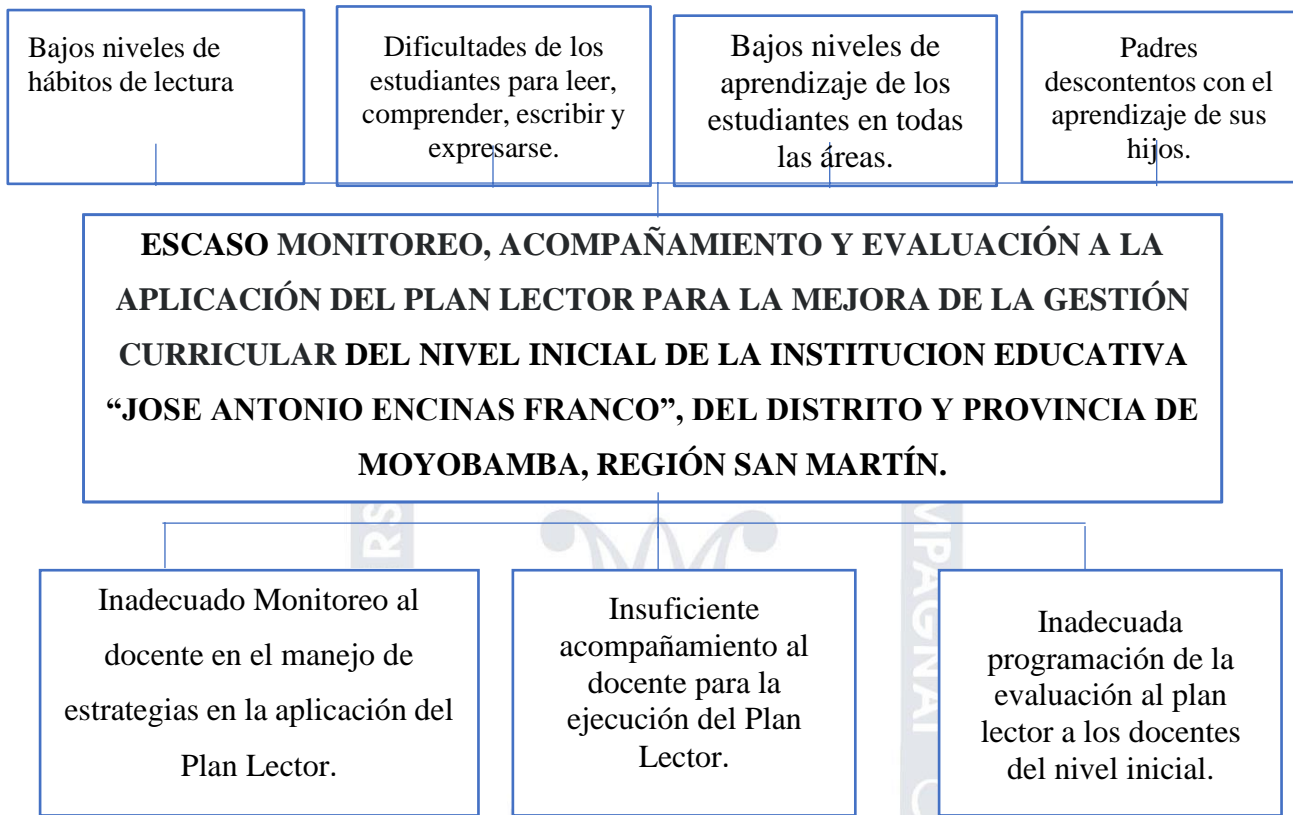 Bajos niveles de
hábitos de lectura
Dificultades de los
estudiantes para leer,
comprender, escribir y
expresarse.
Bajos niveles de
aprendizaje de los
estudiantes en todas
las áreas.
Padres
descontentos con el
aprendizaje de sus
hijos.
ESCASO MONITOREO, ACOMPAÑAMIENTO Y EVALUACIÓN A LA
APLICACIÓN DEL PLAN LECTOR PARA LA MEJORA DE LA GESTIÓN
CURRICULAR DEL NIVEL INICIAL DE LA INSTITUCION EDUCATIVA
“JOSE ANTONIO ENCINAS FRANCO”, DEL DISTRITO Y PROVINCIA DE
MOYOBAMBA, REGIÓN SAN MARTÍN.
Inadecuado Monitoreo al
docente en el manejo de
estrategias en la aplicación del
Plan Lector.
Insuficiente
acompañamiento al
docente para la
ejecución del Plan
Lector.
Inadecuada
programación de la
evaluación al plan
lector a los docentes
del nivel inicial.
RS
MPAGNAI